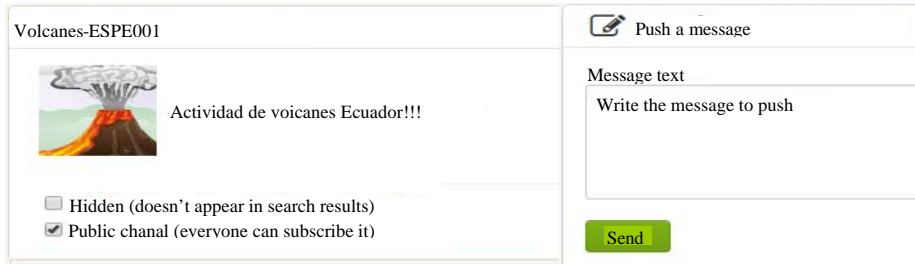 Volcanes-ESPE001
Actividad de voicanes Ecuador!!!
Hidden (doesn't appear in search results)
Public chanal (everyone can subscribe it)
Push a message
Message text
Write the message to push
Send